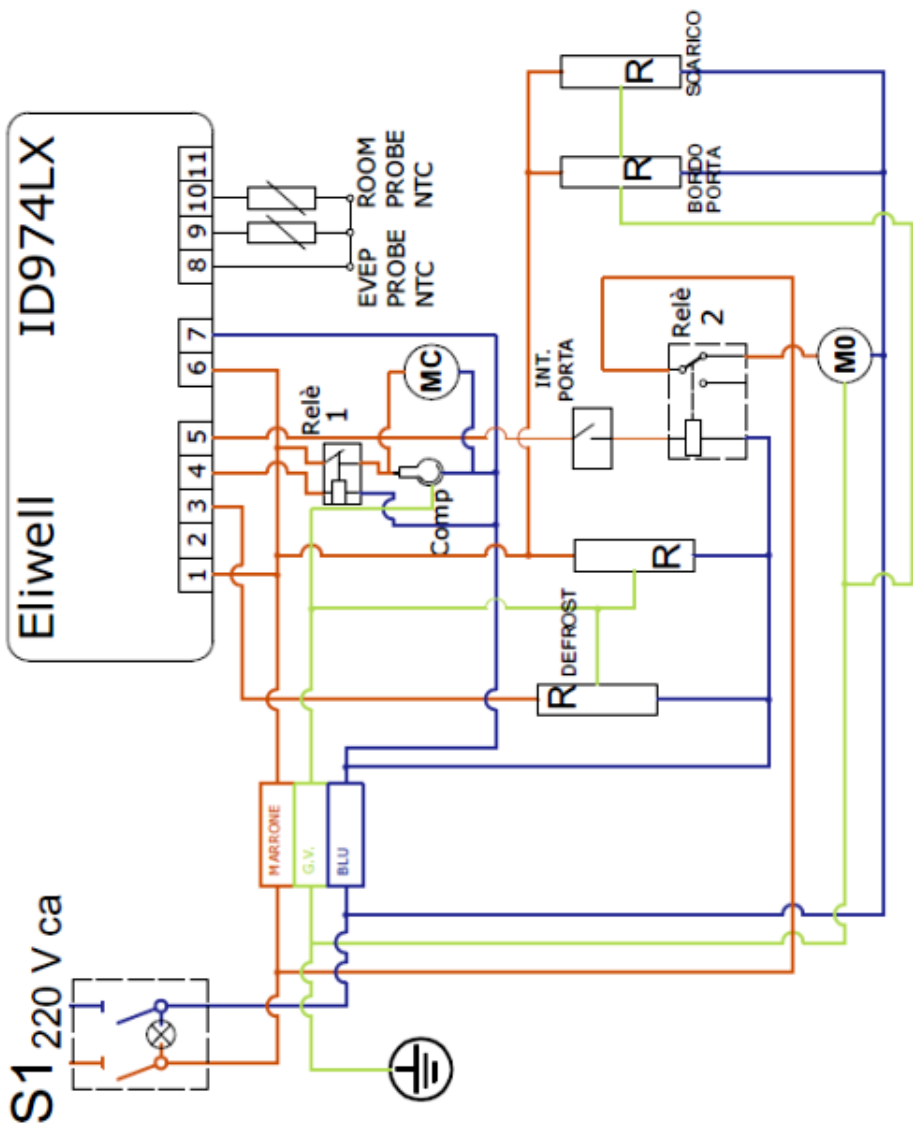 Eliwell ID974LX
1 2 3 4 5 6 7 8 9 10 11
EVEP
PROBE
NTC
ROOM
PROBE
NTC
Relè
1
MC
Comp
INT.
PORTA
Relè
2
M0
R
BORDO
PORTA
R
SCARICO
R
R
DEFROST
MARRONE
G.V.
BLU
S1 220 V ca